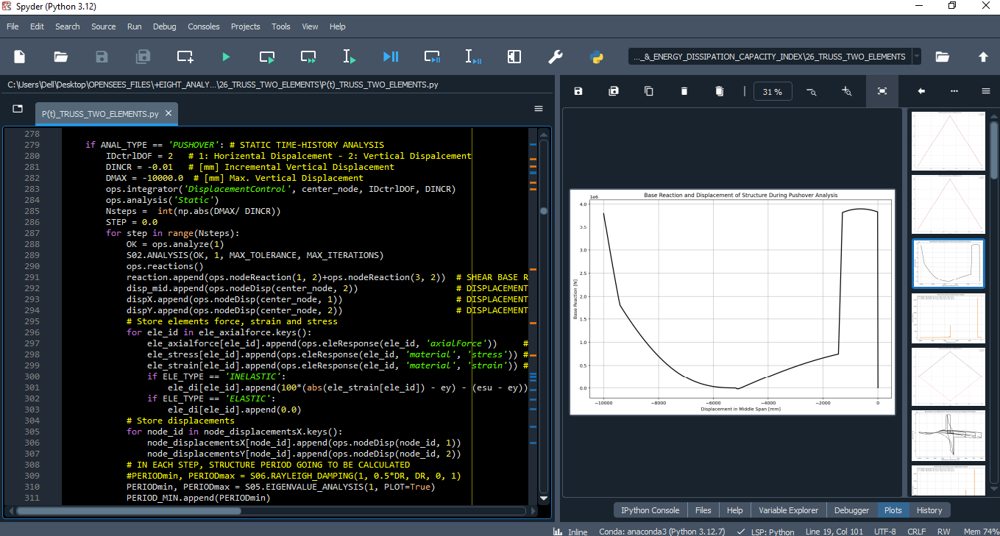 Spyder (Python 3.12)
File Edit Search Source Run Debug Consoles Projects Tools View Help
..._&_ENERGY_DISSIPATION_CAPACITY_INDEX\26_TRUSS_TWO_ELEMENTS
C:\Users\Dell\Desktop\OPENSEES_FILES\+EIGHT_ANALY...\26_TRUSS_TWO_ELEMENTS\P(t)_TRUSS_TWO_ELEMENTS.py
P(t)_TRUSS_TWO_ELEMENTS.py
278
279 if ANAL_TYPE == 'PUSHOVER': # STATIC TIME-HISTORY ANALYSIS
280 IDctrlDOF = 2 # 1: Horizental Dispalcement - 2: Vertical Dispalcement
281 DINCR = -0.01 # [mm] Incremental Vertical Displacement
282 DMAX = -10000.0 # [mm] Max. Vertical Displacement
283 ops.integrator('DisplacementControl', center_node, IDctrlDOF, DINCR)
284 ops.analysis('Static')
285 Nsteps = int(np.abs(DMAX/ DINCR))
286 STEP = 0.0
287 for step in range(Nsteps):
288 OK = ops.analyze(1)
289 S02.ANALYSIS(OK, 1, MAX_TOLERANCE, MAX_ITERATIONS)
290 ops.reactions()
291 reaction.append(ops.nodeReaction(1, 2)+ops.nodeReaction(3, 2)) # SHEAR BASE R
292 disp_mid.append(ops.nodeDisp(center_node, 2)) # DISPLACEMENT
293 dispX.append(ops.nodeDisp(center_node, 1)) # DISPLACEMENT
294 dispY.append(ops.nodeDisp(center_node, 2)) # DISPLACEMENT
295 # Store elements force, strain and stress
296 for ele_id in ele_axialforce.keys():
297 ele_axialforce[ele_id].append(ops.eleResponse(ele_id, 'axialForce')) #
298 ele_stress[ele_id].append(ops.eleResponse(ele_id, 'material', 'stress')) #
299 ele_strain[ele_id].append(ops.eleResponse(ele_id, 'material', 'strain')) #
300 if ELE_TYPE == 'INELASTIC':
301 ele_di[ele_id].append(100*(abs(ele_strain[ele_id]) - ey) - (esu - ey))
302 if ELE_TYPE == 'ELASTIC':
303 ele_di[ele_id].append(0.0)
304 # Store displacements
305 for node_id in node_displacementsX.keys():
306 node_displacementsX[node_id].append(ops.nodeDisp(node_id, 1))
307 node_displacementsY[node_id].append(ops.nodeDisp(node_id, 2))
308 # IN EACH STEP, STRUCTURE PERIOD GOING TO BE CALCULATED
309 #PERIODmin, PERIODmax = S06.RAYLEIGH_DAMPING(1, 0.5*DR, DR, 0, 1)
310 PERIODmin, PERIODmax = S05.EIGENVALUE_ANALYSIS(1, PLOT=True)
311 PERIOD_MIN.append(PERIODmin)
31 %
Base Reaction and Displacement of Structure During Pushover Analysis
1e6
4.0
3.5
3.0
2.5
2.0
1.5
1.0
0.5
0.0
Base Reaction [N]
−10000 −8000 −6000 −4000 −2000 0
Displacement in Middle Span [mm]
IPython Console Files Help Variable Explorer Debugger Plots History
Inline Conda: anaconda3 (Python 3.12.7) LSP: Python Line 19, Col 101 UTF-8 CRLF RW Mem 74%